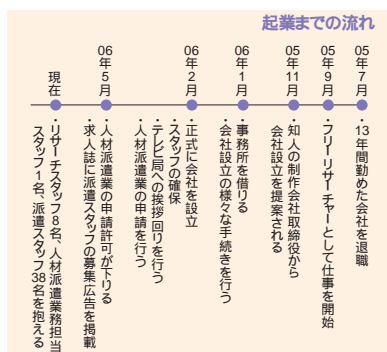 起業までの流れ
05年7月
・13年間勤めた会社を退職
05年9月
・フリーリサーチャーとして仕事を開始
05年11月
・知人の制作会社取締役から
会社設立を提案される
06年1月
・事務所を借りる
・会社設立の様々な手続きを行う
06年2月
・正式に会社を設立
・スタッフの確保
・テレビ局への挨拶回りを行う
・人材派遣業の申請を行う
06年5月
・人材派遣業の申請許可が下りる
・求人誌に派遣スタッフの募集広告を掲載
現在
・リサーチスタッフ8名、人材派遣業務担当
スタッフ1名、派遣スタッフ38名を抱える